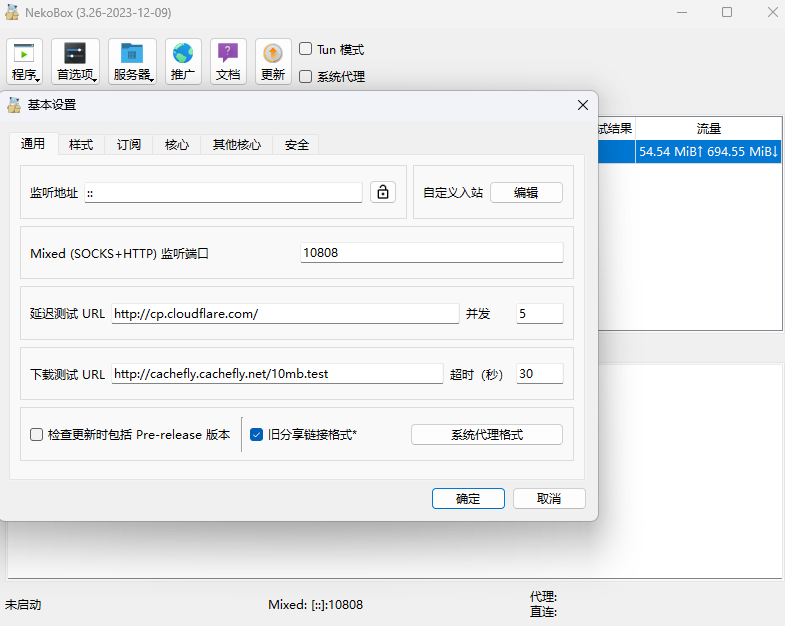 NekoBox (3.26-2023-12-09)
程序
首选项
服务器
推广
文档
更新
Tun 模式
系统代理
基本设置
通用
样式
订阅
核心
其他核心
安全
试结果
流量
54.54 MiB↑ 694.55 MiB↓
监听地址
::
自定义入站
编辑
Mixed (SOCKS+HTTP) 监听端口
10808
延迟测试 URL
http://cp.cloudflare.com/
并发
5
下载测试 URL
http://cachefly.cachefly.net/10mb.test
超时（秒）
30
检查更新时包括 Pre-release 版本
旧分享链接格式*
系统代理格式
确定
取消
未启动
Mixed: [::]:10808
代理:
直连: